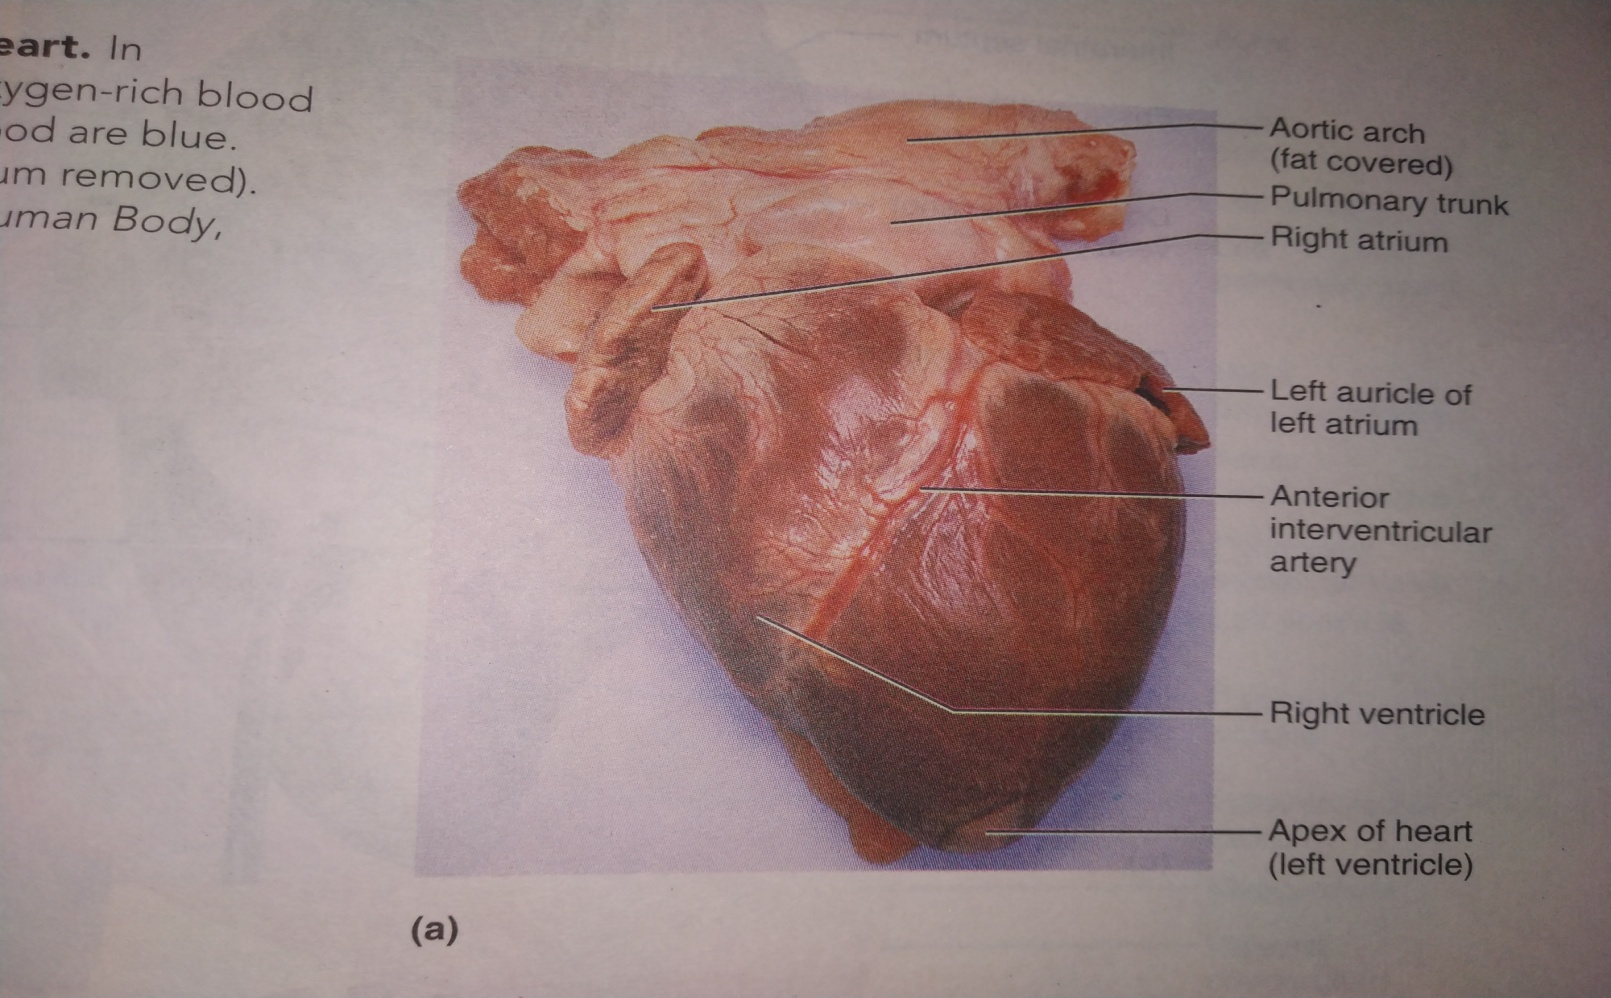 eart. In
ygen-rich blood
ood are blue.
um removed).
uman Body,
Aortic arch
(fat covered)
Pulmonary trunk
Right atrium
Left auricle of
left atrium
Anterior
interventricular
artery
Right ventricle
Apex of heart
(left ventricle)
(a)